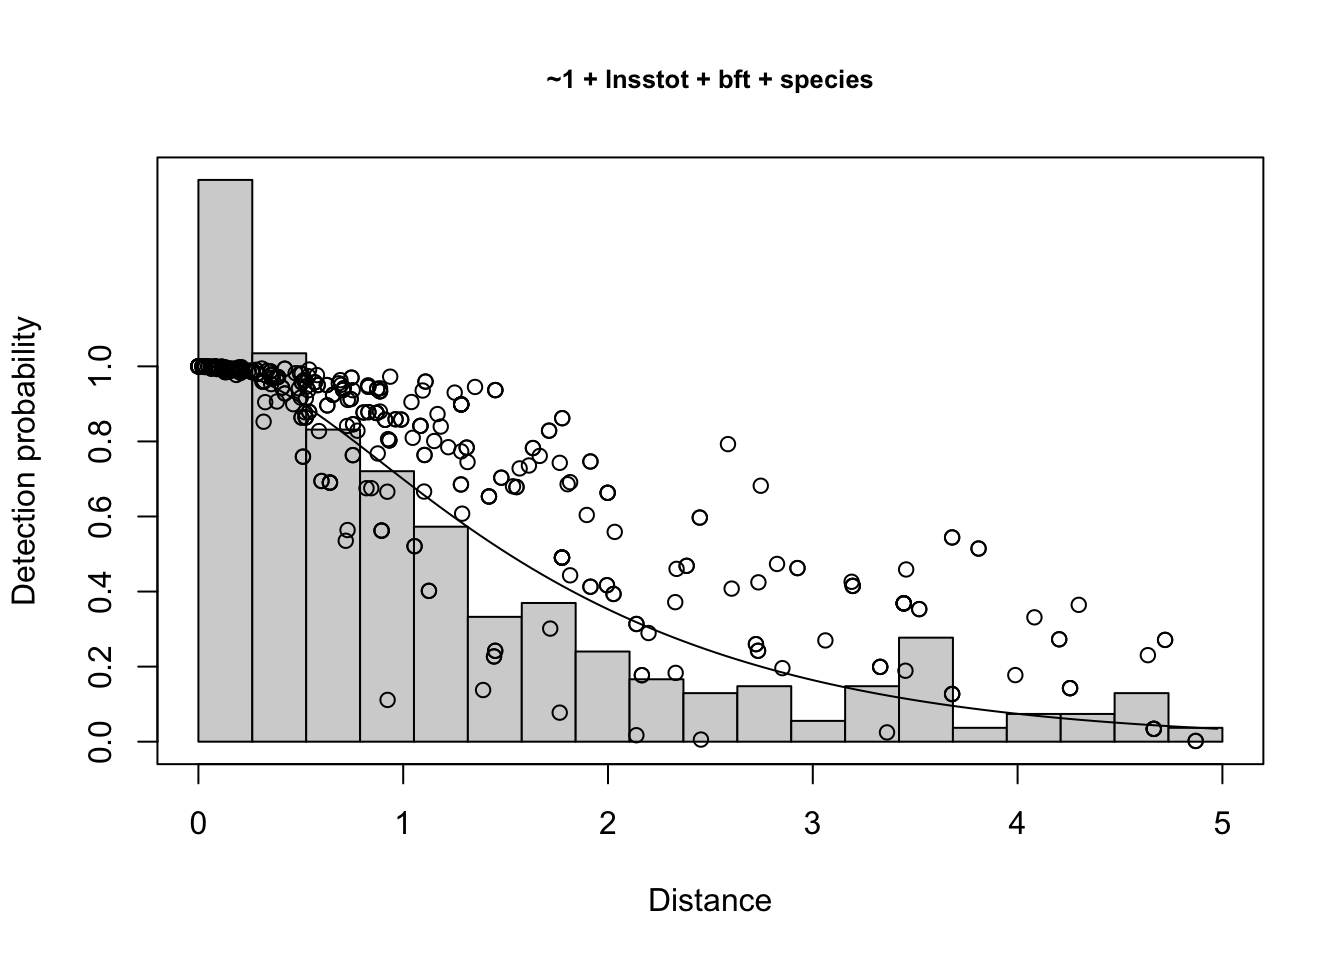 ~1 + lnsstot + bft + species
Detection probability
1.0
0.8
0.6
0.4
0.2
0.0
0 1 2 3 4 5
Distance